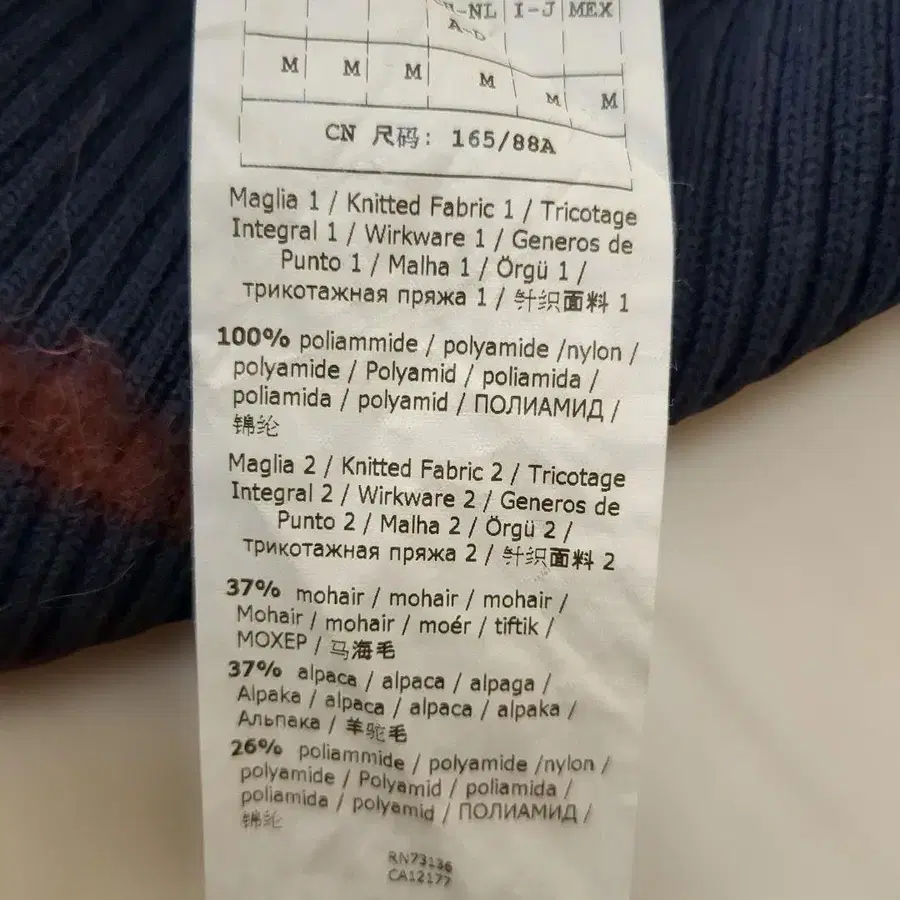 -NL I-J MEX
A-D
M M M M M M
CN 尺码: 165/88A
Maglia 1 / Knitted Fabric 1 / Tricotage
Integral 1 / Wirkware 1 / Generos de
Punto 1 / Malha 1 / Örgü 1 /
трикотажная пряжа 1 / 针织面料 1
100% poliammide / polyamide /nylon /
polyamide / Polyamid / poliamida /
poliamida / polyamid / ПОЛИАМИД /
锦纶
Maglia 2 / Knitted Fabric 2 / Tricotage
Integral 2 / Wirkware 2 / Generos de
Punto 2 / Malha 2 / Örgü 2 /
трикотажная пряжа 2 / 针织面料 2
37% mohair / mohair / mohair /
Mohair / mohair / moér / tiftik /
МОХЕР / 马海毛
37% alpaca / alpaca / alpaga /
Alpaka / alpaca / alpaca / alpaka /
Альпака / 羊驼毛
26% poliammide / polyamide /nylon /
polyamide / Polyamid / poliamida /
poliamida / polyamid / ПОЛИАМИД /
锦纶
RN73136
CA12177